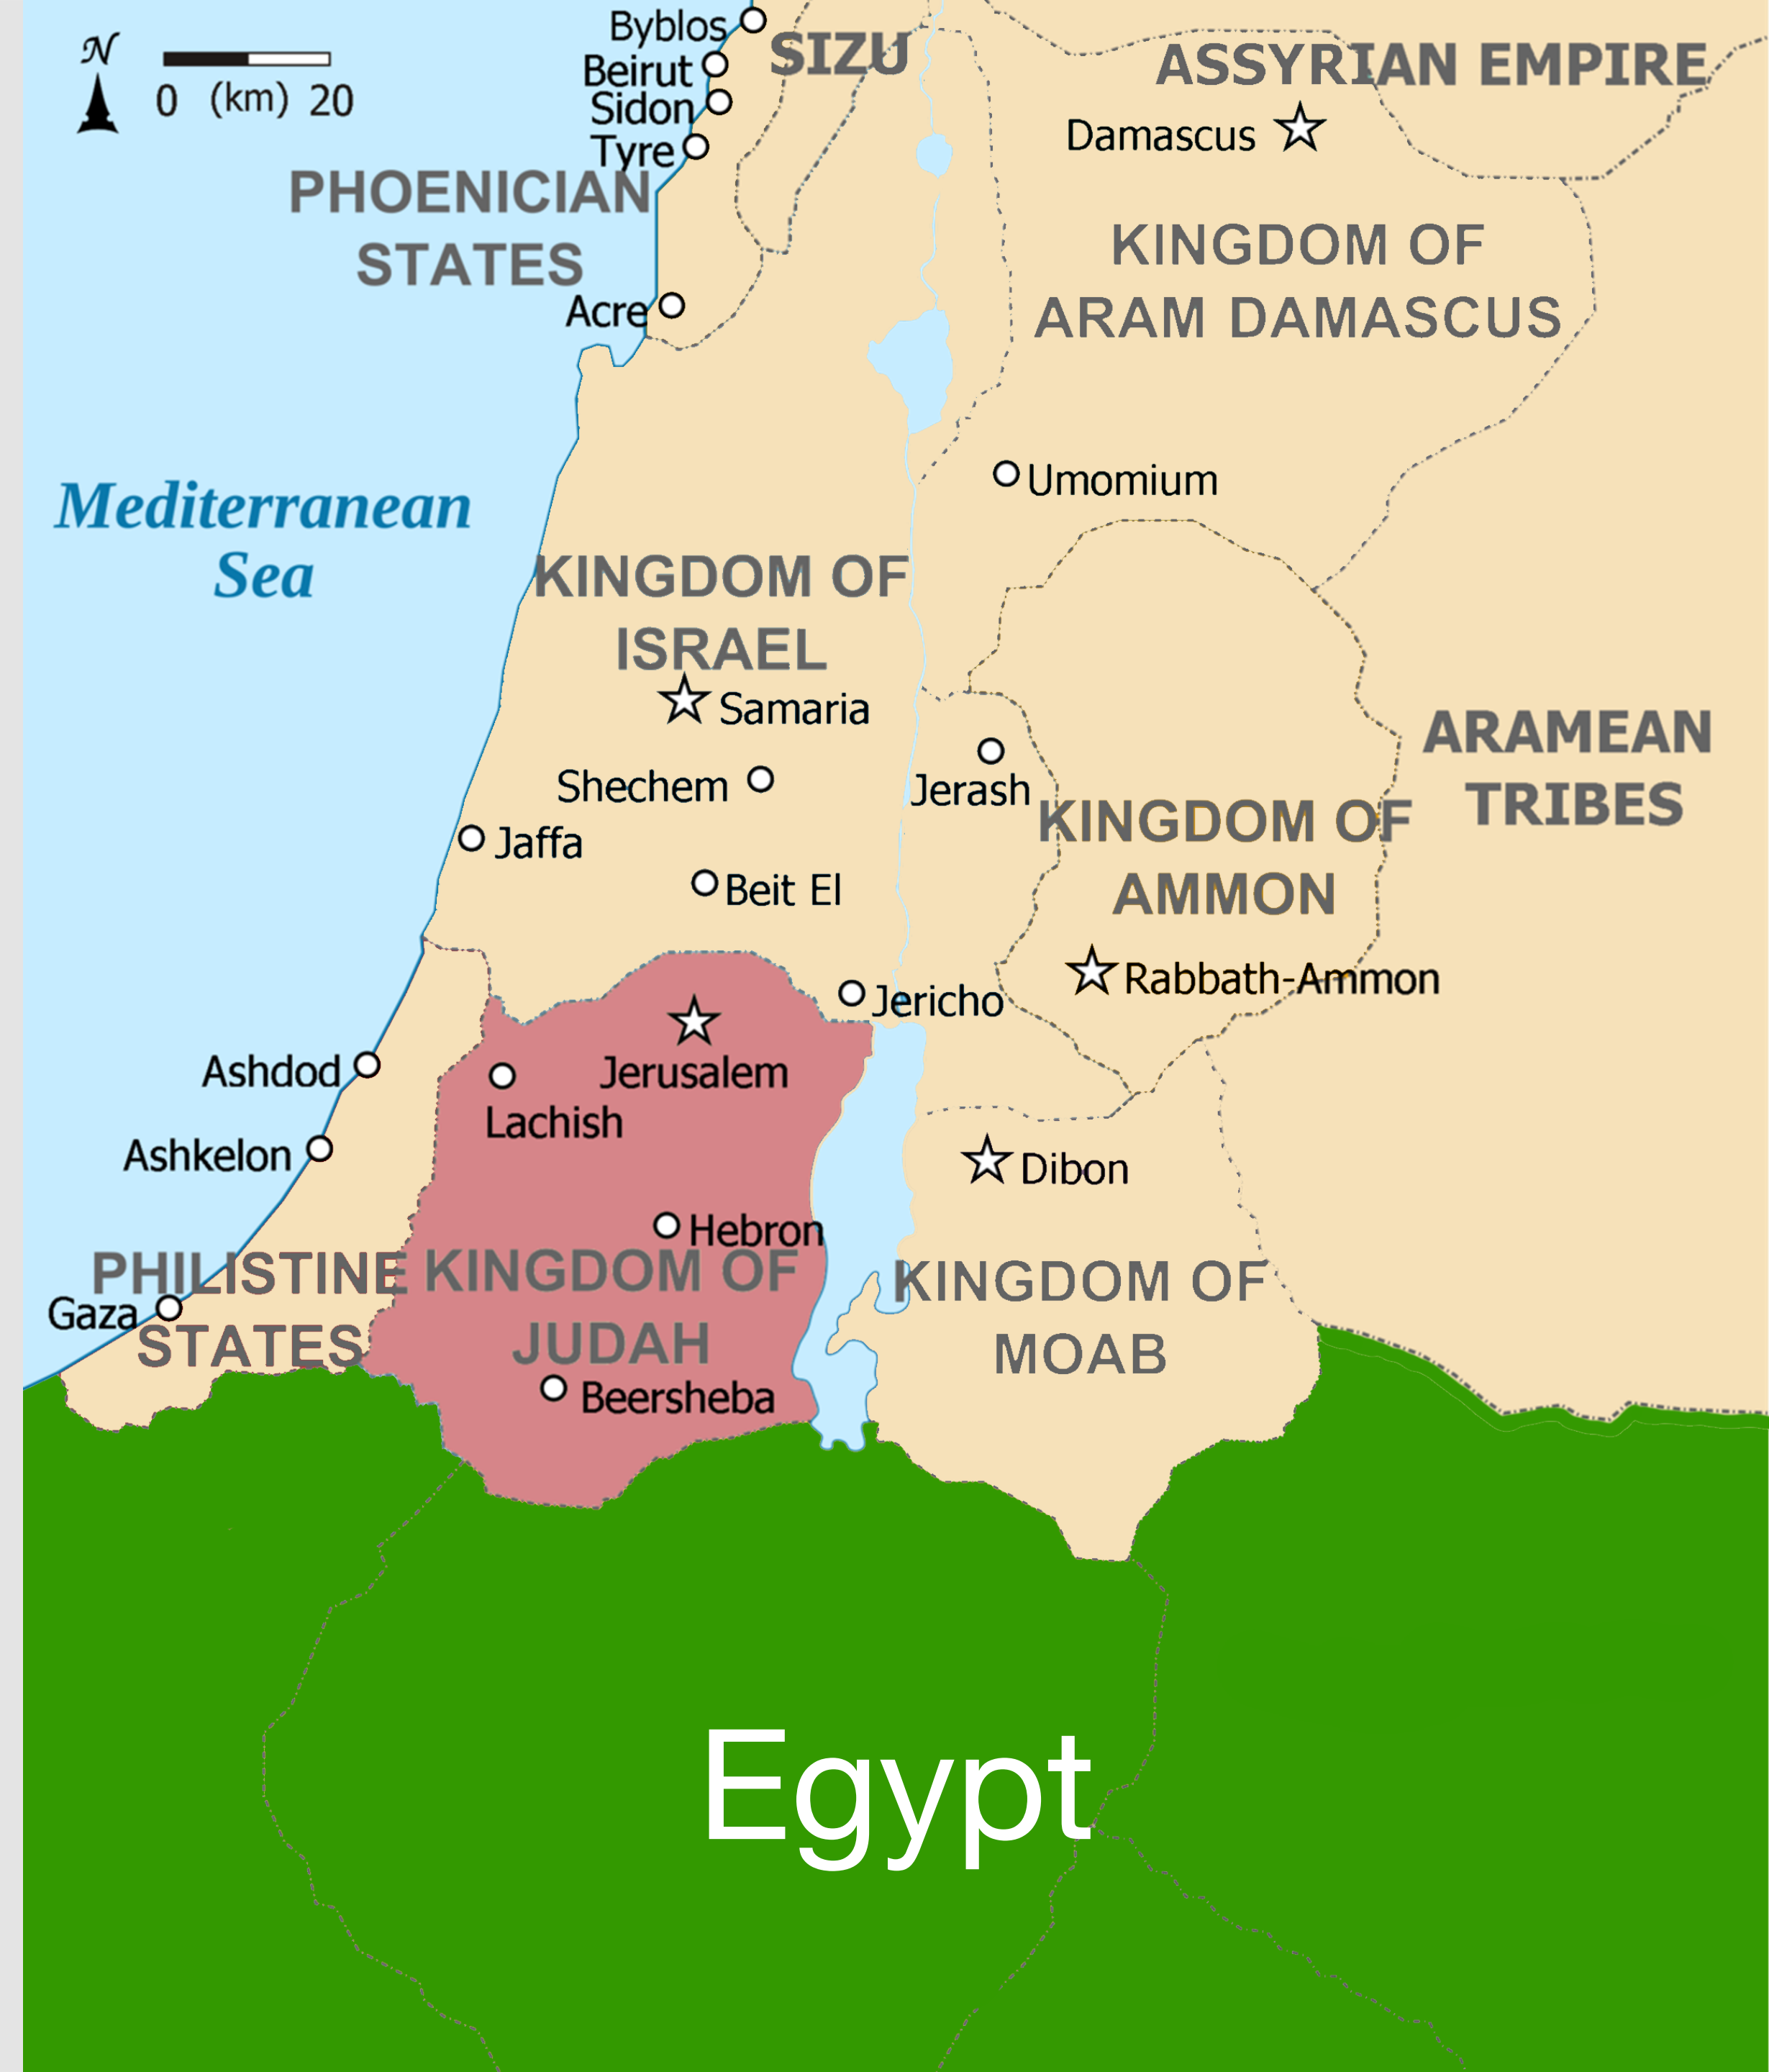 Byblos
SIZU
ASSYRIAN EMPIRE
N
0 (km) 20
Beirut
Sidon
Tyre
Damascus
PHOENICIAN
STATES
KINGDOM OF
ARAM DAMASCUS
Acre
Umomium
Mediterranean
Sea
KINGDOM OF
ISRAEL
Samaria
Shechem
Jerash
ARAMEAN
TRIBES
Jaffa
KINGDOM OF
AMMON
Beit El
Rabbath-Ammon
Jericho
Jerusalem
Ashdod
Lachish
Ashkelon
Dibon
Hebron
PHILISTINE
STATES
Gaza
KINGDOM OF
JUDAH
KINGDOM OF
MOAB
Beersheba
Egypt